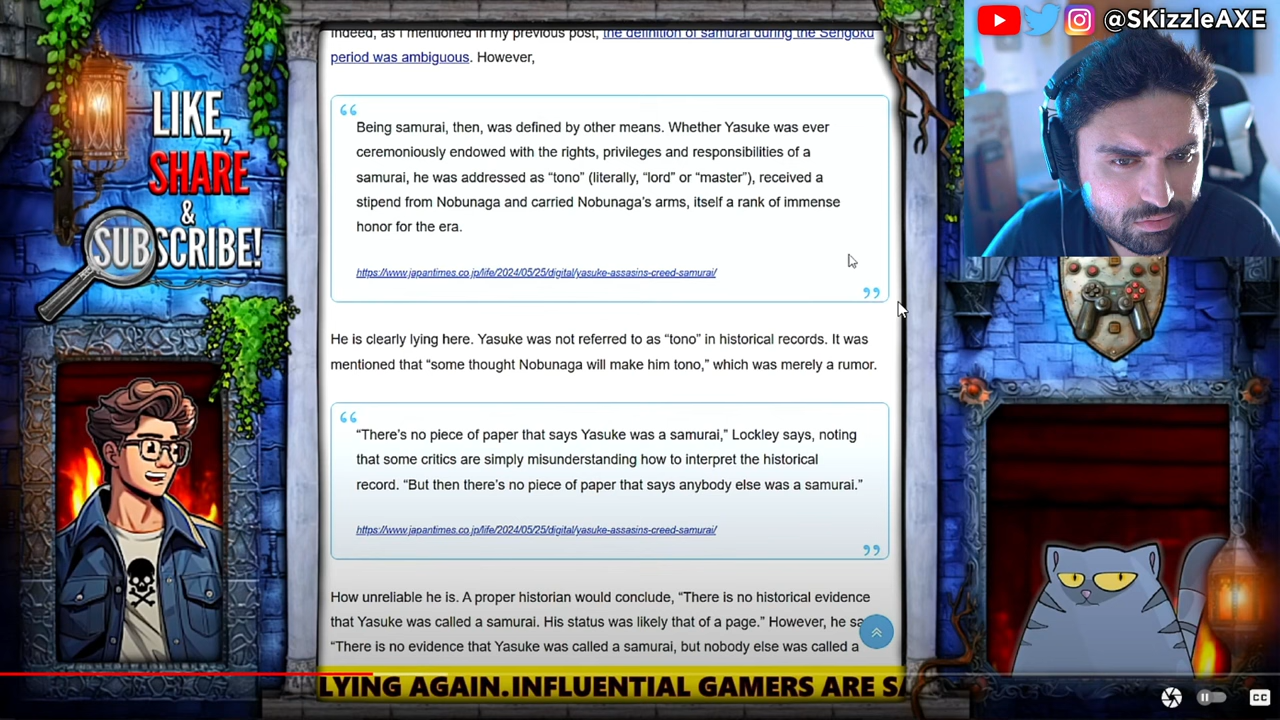 @SKizzleAXE
LIKE,
SHARE
&
SUBSCRIBE!
Indeed, as I mentioned in my previous post, the definition of samurai during the Sengoku
period was ambiguous. However,
“
Being samurai, then, was defined by other means. Whether Yasuke was ever
ceremoniously endowed with the rights, privileges and responsibilities of a
samurai, he was addressed as “tono” (literally, “lord” or “master”), received a
stipend from Nobunaga and carried Nobunaga’s arms, itself a rank of immense
honor for the era.
https://www.japantimes.co.jp/life/2024/05/25/digital/yasuke-assasins-creed-samurai/
”
He is clearly lying here. Yasuke was not referred to as “tono” in historical records. It was
mentioned that “some thought Nobunaga will make him tono,” which was merely a rumor.
“
“There’s no piece of paper that says Yasuke was a samurai,” Lockley says, noting
that some critics are simply misunderstanding how to interpret the historical
record. “But then there’s no piece of paper that says anybody else was a samurai.”
https://www.japantimes.co.jp/life/2024/05/25/digital/yasuke-assasins-creed-samurai/
”
How unreliable he is. A proper historian would conclude, “There is no historical evidence
that Yasuke was called a samurai. His status was likely that of a page.” However, he sa
“There is no evidence that Yasuke was called a samurai, but nobody else was called a
LYING AGAIN. INFLUENTIAL GAMERS ARE S
CC